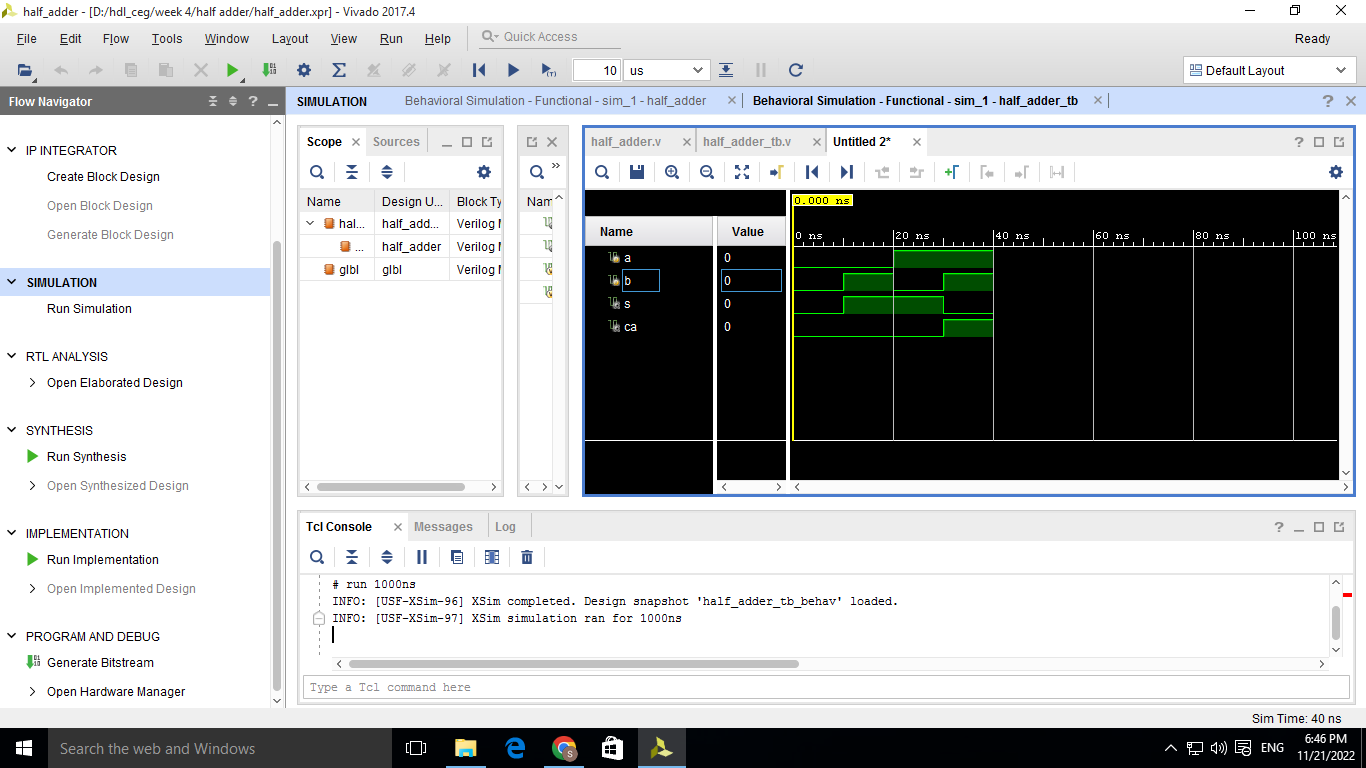 half_adder - [D:/hdl_ceg/week 4/half adder/half_adder.xpr] - Vivado 2017.4
File Edit Flow Tools Window Layout View Run Help Quick Access Ready
10 us Default Layout
Flow Navigator
IP INTEGRATOR
Create Block Design
Open Block Design
Generate Block Design
SIMULATION
Run Simulation
RTL ANALYSIS
Open Elaborated Design
SYNTHESIS
Run Synthesis
Open Synthesized Design
IMPLEMENTATION
Run Implementation
Open Implemented Design
PROGRAM AND DEBUG
Generate Bitstream
Open Hardware Manager
SIMULATION Behavioral Simulation - Functional - sim_1 - half_adder Behavioral Simulation - Functional - sim_1 - half_adder_tb
Scope Sources
Name Design U... Block Ty
hal... half_add... Verilog M
... half_adder Verilog M
glbl glbl Verilog M
Nam
half_adder.v half_adder_tb.v Untitled 2*
Name Value
a 0
b 0
s 0
ca 0
0.000 ns
0 ns 20 ns 40 ns 60 ns 80 ns 100 ns
Tcl Console Messages Log
# run 1000ns
INFO: [USF-XSim-96] XSim completed. Design snapshot 'half_adder_tb_behav' loaded.
INFO: [USF-XSim-97] XSim simulation ran for 1000ns
Type a Tcl command here
Sim Time: 40 ns
Search the web and Windows
ENG
6:46 PM
11/21/2022